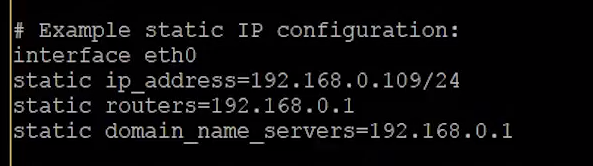 # Example static IP configuration:
interface eth0
static ip_address=192.168.0.109/24
static routers=192.168.0.1
static domain_name_servers=192.168.0.1